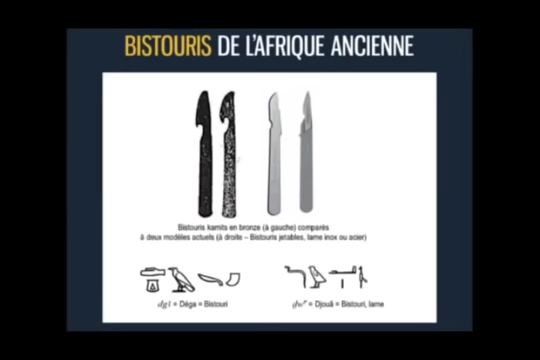 BISTOURIS DE L'AFRIQUE ANCIENNE
Bistouris kamits en bronze (à gauche) comparés
à deux modèles actuels (à droite – Bistouris jetables, lame inox ou acier)
= Déga = Bistouri
= Djouâ = Bistouri, lame